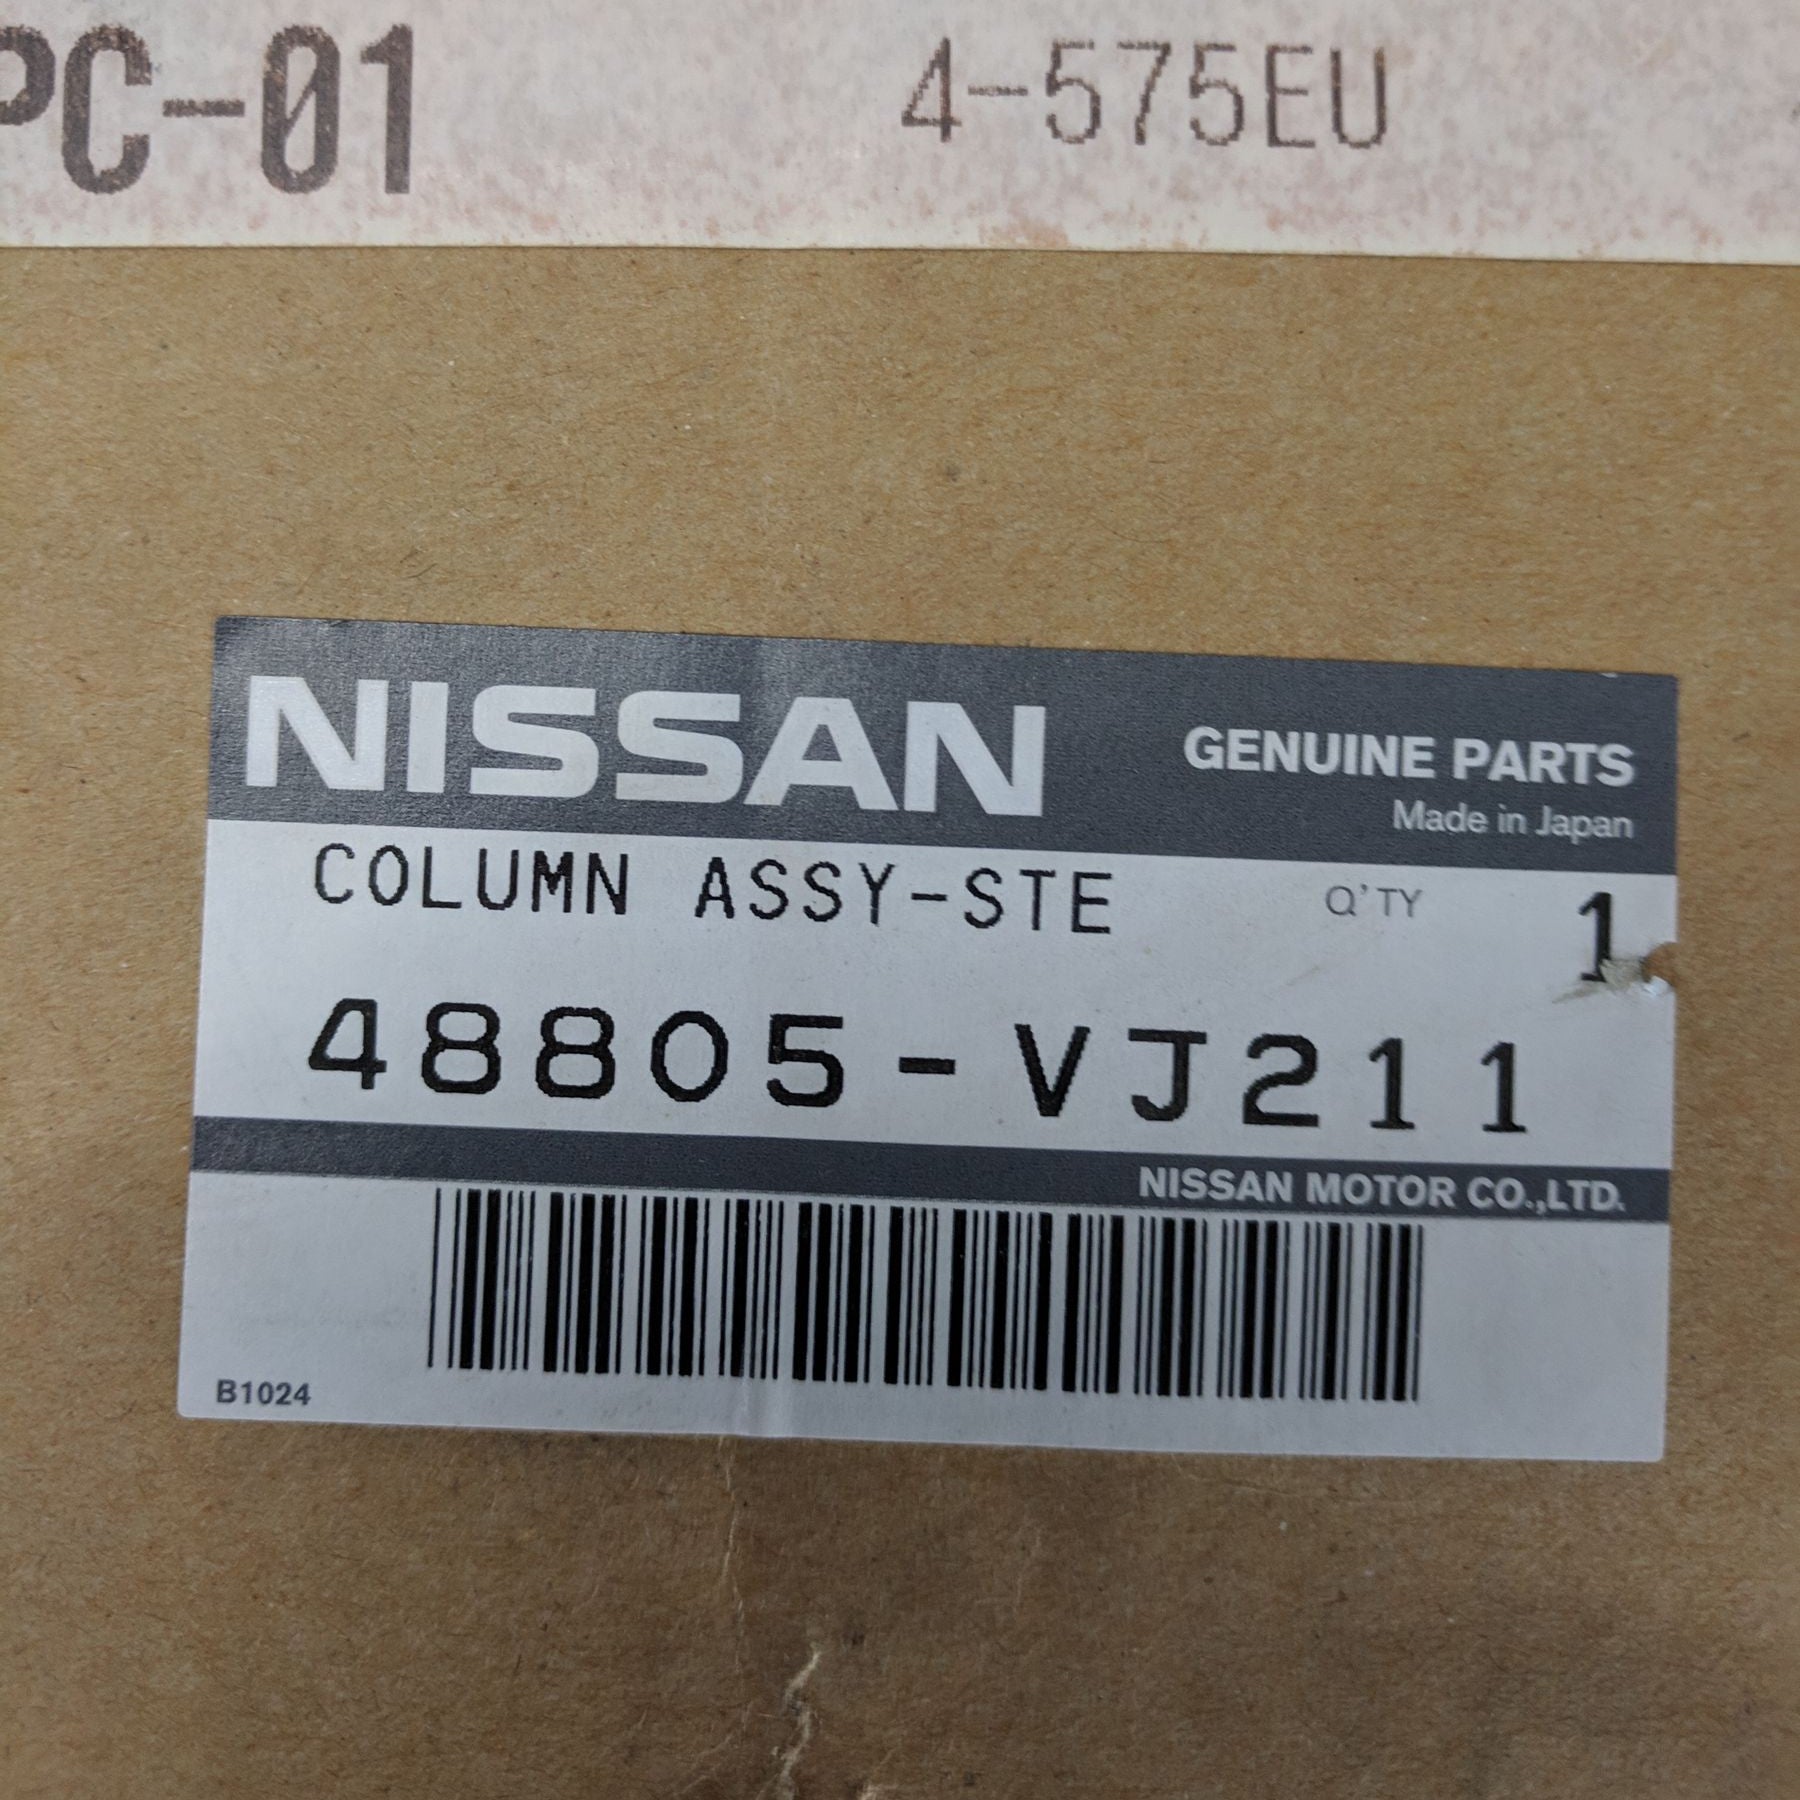 PC-01 4-575EU
NISSAN GENUINE PARTS
Made in Japan
COLUMN ASSY-STE Q'TY 1
48805-VJ211
NISSAN MOTOR CO.,LTD.
B1024